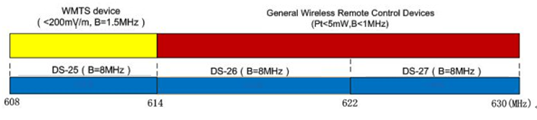 WMTS device
( <200mV/m, B=1.5MHz )
General Wireless Remote Control Devices
(Pt<5mW,B<1MHz)
DS-25 ( B=8MHz )
DS-26 ( B=8MHz )
DS-27 ( B=8MHz )
608
614
622
630(MHz) .